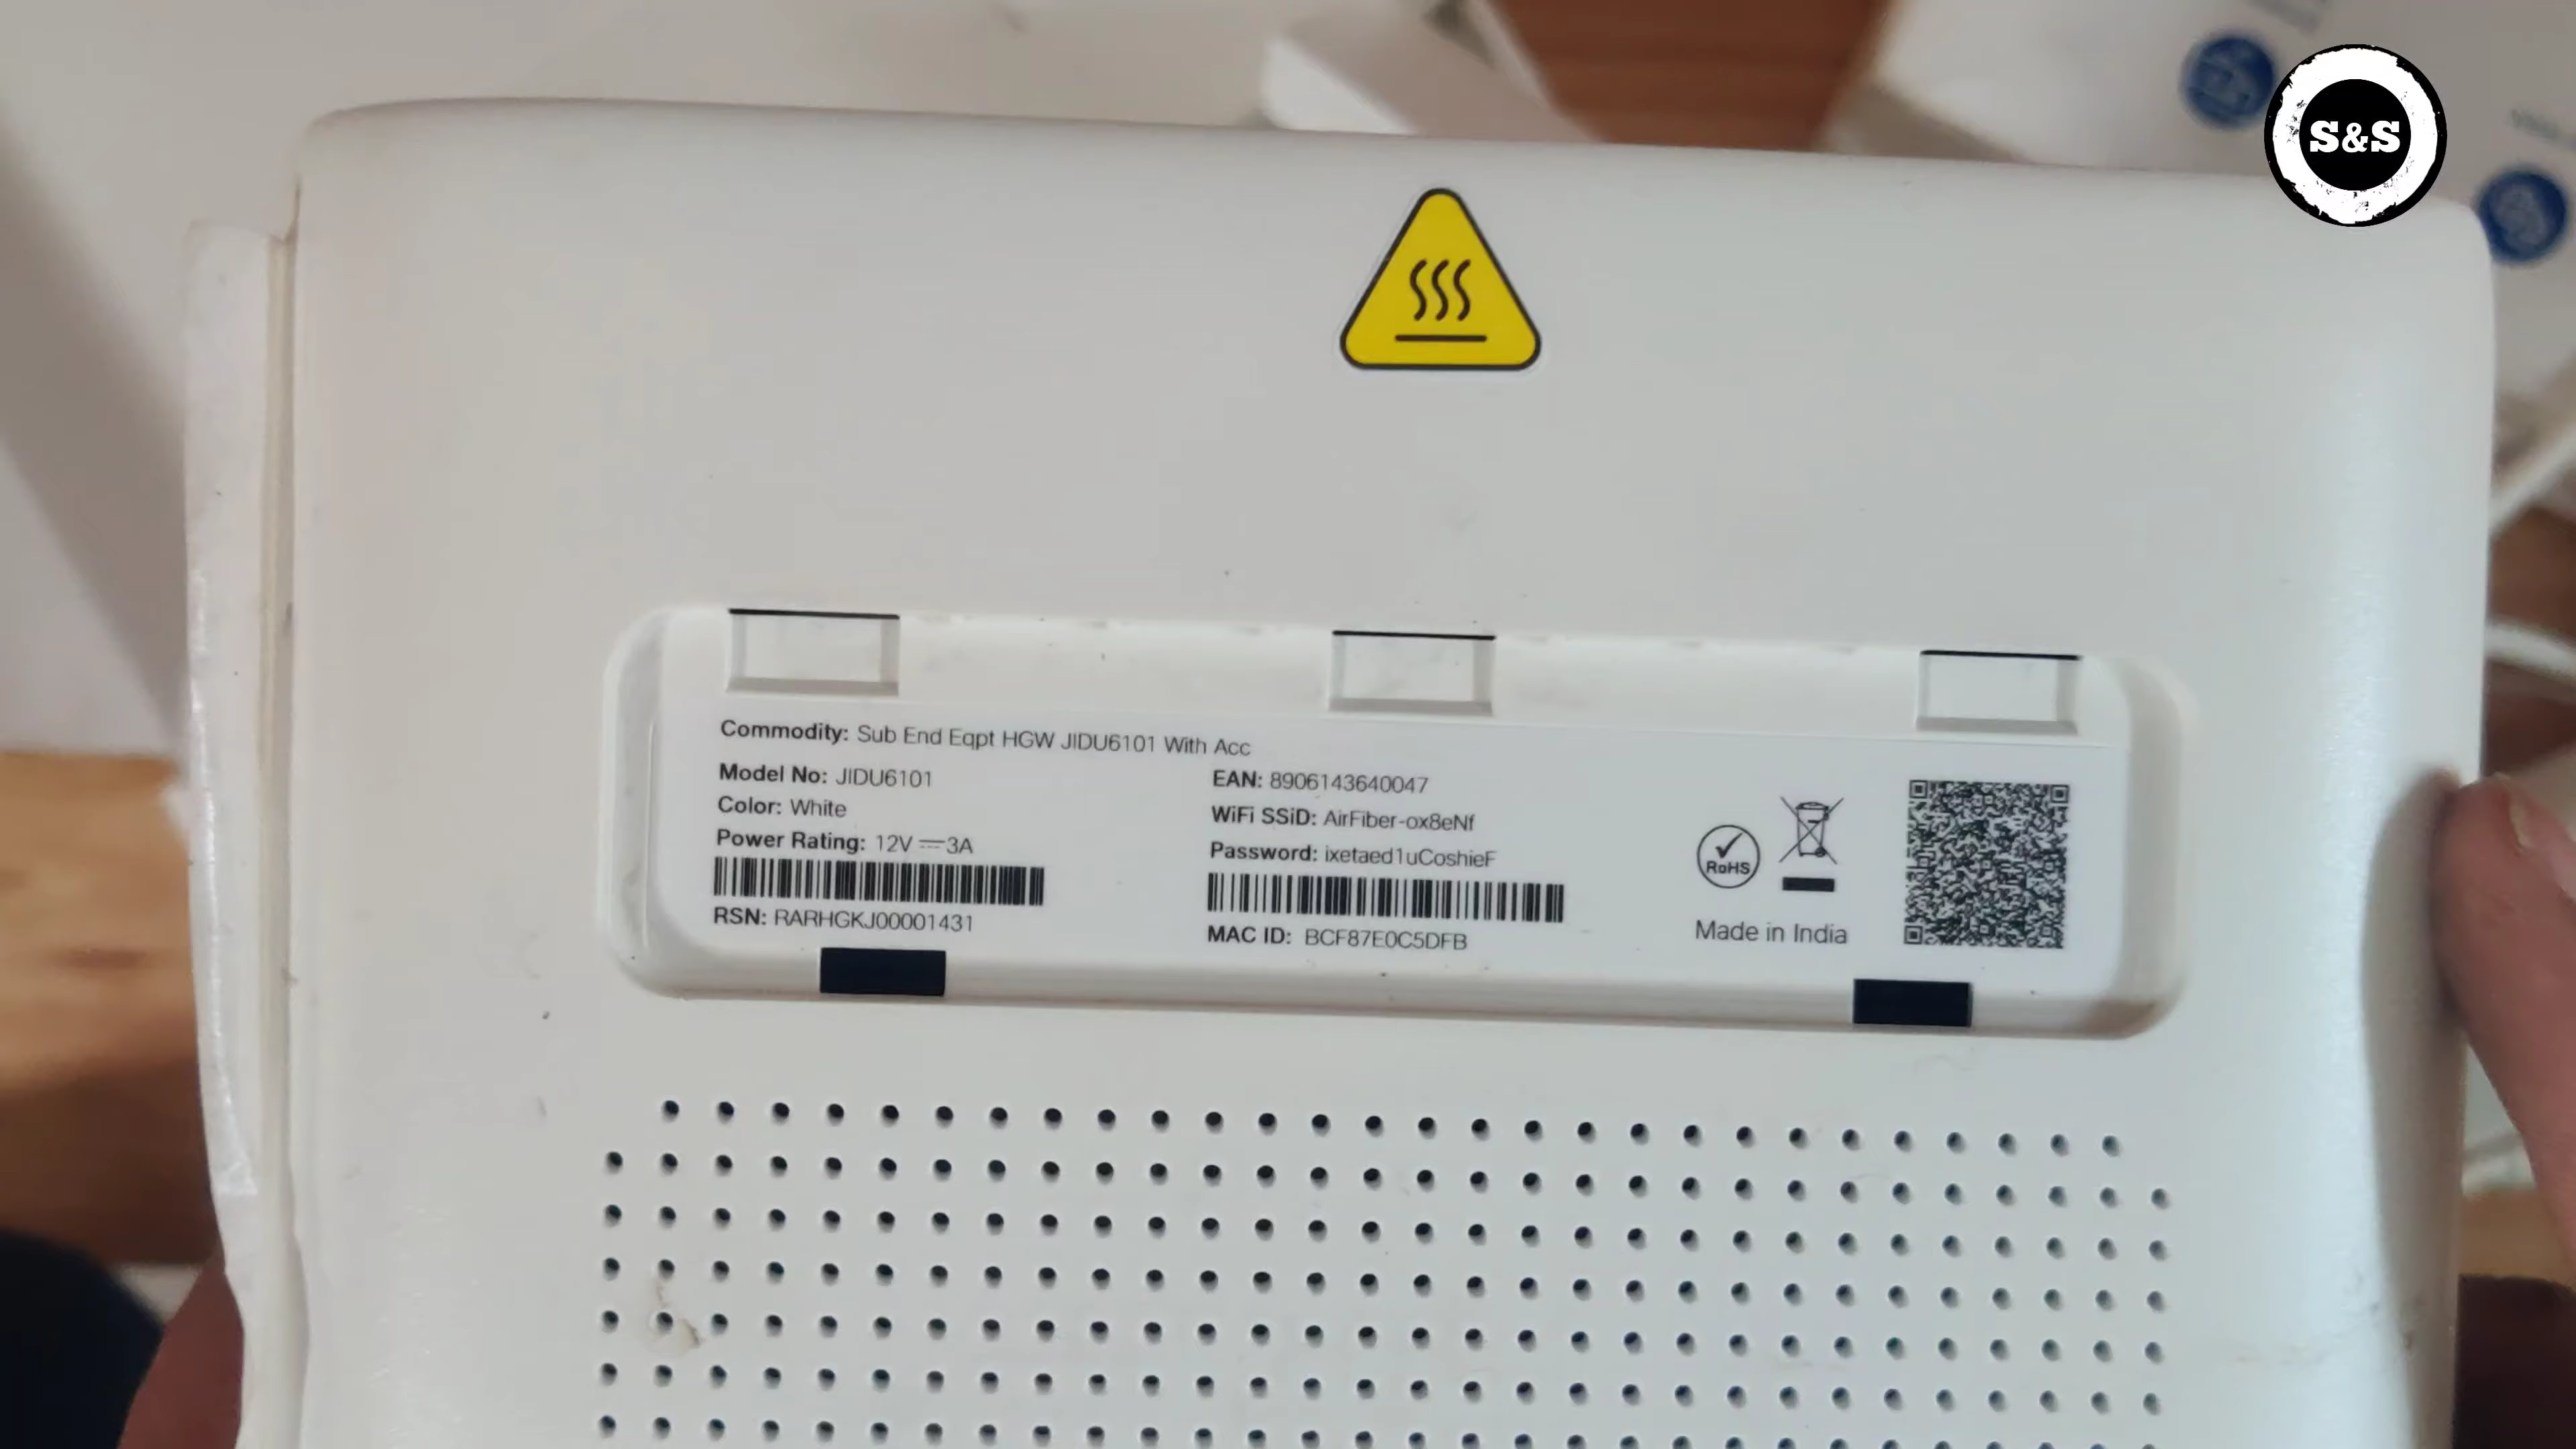 S&S
Commodity: Sub End Eqpt HGW JIDU6101 With Acc
Model No: JIDU6101
Color: White
Power Rating: 12V ⎓ 3A
RSN: RARHGKJ00001431
EAN: 8906143640047
WiFi SSiD: AirFiber-ox8eNf
Password: ixetaed1uCoshieF
MAC ID: BCF87E0C5DFB
RoHS
Made in India